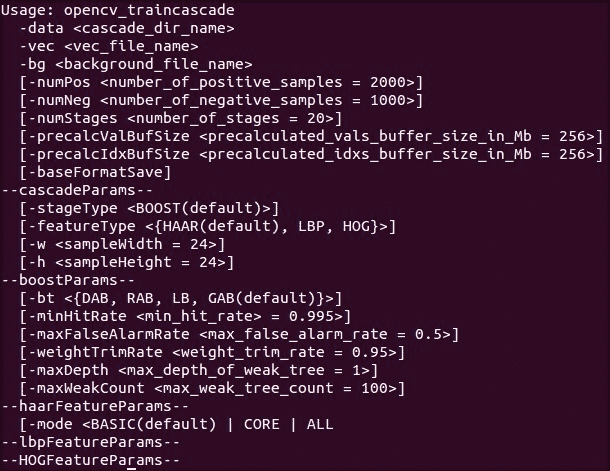 Usage: opencv_traincascade
-data <cascade_dir_name>
-vec <vec_file_name>
-bg <background_file_name>
[-numPos <number_of_positive_samples = 2000>]
[-numNeg <number_of_negative_samples = 1000>]
[-numStages <number_of_stages = 20>]
[-precalcValBufSize <precalculated_vals_buffer_size_in_Mb = 256>]
[-precalcIdxBufSize <precalculated_idxs_buffer_size_in_Mb = 256>]
[-baseFormatSave]
--cascadeParams--
[-stageType <BOOST(default)>]
[-featureType <{HAAR(default), LBP, HOG}>]
[-w <sampleWidth = 24>]
[-h <sampleHeight = 24>]
--boostParams--
[-bt <{DAB, RAB, LB, GAB(default)}>]
[-minHitRate <min_hit_rate> = 0.995>]
[-maxFalseAlarmRate <max_false_alarm_rate = 0.5>]
[-weightTrimRate <weight_trim_rate = 0.95>]
[-maxDepth <max_depth_of_weak_tree = 1>]
[-maxWeakCount <max_weak_tree_count = 100>]
--haarFeatureParams--
[-mode <BASIC(default) | CORE | ALL
--lbpFeatureParams--
--HOGFeatureParams--